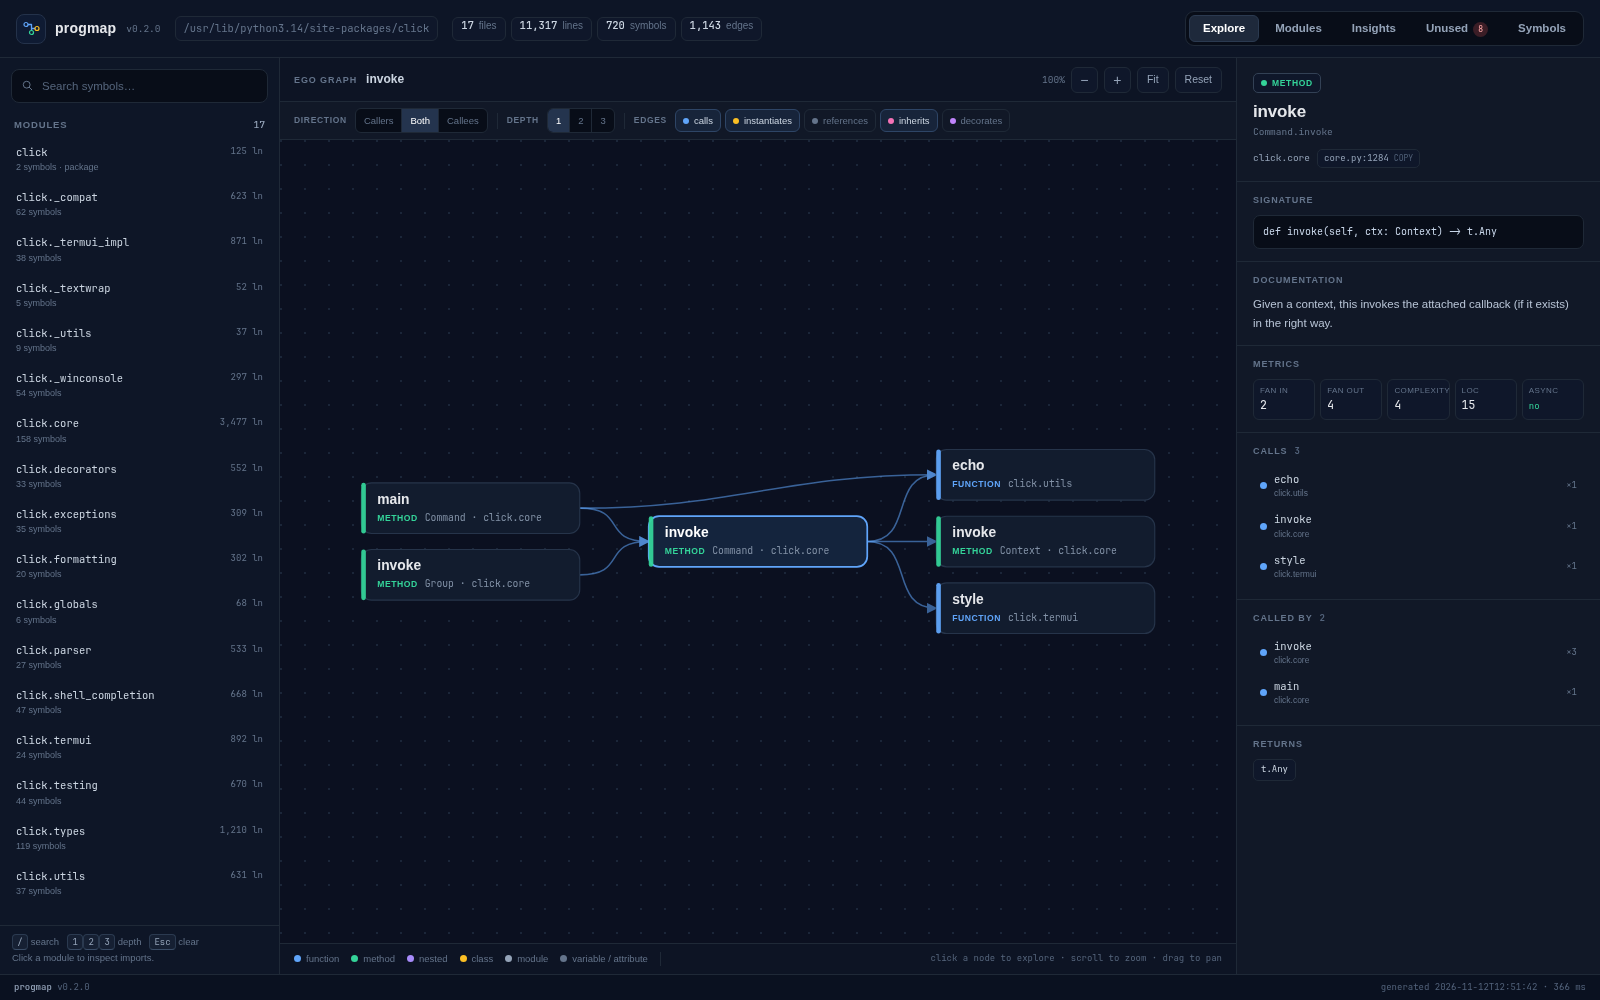 progmap v0.2.0 /usr/lib/python3.14/site-packages/click 17 files 11,317 lines 720 symbols 1,143 edges Explore Modules Insights Unused 8 Symbols
Search symbols…
MODULES 17
click 125 ln
2 symbols · package
click._compat 623 ln
62 symbols
click._termui_impl 871 ln
38 symbols
click._textwrap 52 ln
5 symbols
click._utils 37 ln
9 symbols
click._winconsole 297 ln
54 symbols
click.core 3,477 ln
158 symbols
click.decorators 552 ln
33 symbols
click.exceptions 309 ln
35 symbols
click.formatting 302 ln
20 symbols
click.globals 68 ln
6 symbols
click.parser 533 ln
27 symbols
click.shell_completion 668 ln
47 symbols
click.termui 892 ln
24 symbols
click.testing 670 ln
44 symbols
click.types 1,210 ln
119 symbols
click.utils 631 ln
37 symbols
/ search 1 2 3 depth Esc clear
Click a module to inspect imports.
EGO GRAPH invoke 100% − + Fit Reset
DIRECTION Callers Both Callees DEPTH 1 2 3 EDGES calls instantiates references inherits decorates
main
METHOD Command · click.core
invoke
METHOD Group · click.core
invoke
METHOD Command · click.core
echo
FUNCTION click.utils
invoke
METHOD Context · click.core
style
FUNCTION click.termui
function method nested class module variable / attribute click a node to explore · scroll to zoom · drag to pan
METHOD
invoke
Command.invoke
click.core core.py:1284 COPY
SIGNATURE
def invoke(self, ctx: Context) -> t.Any
DOCUMENTATION
Given a context, this invokes the attached callback (if it exists)
in the right way.
METRICS
FAN IN FAN OUT COMPLEXITY LOC ASYNC
2 4 4 15 no
CALLS 3
echo ×1
click.utils
invoke ×1
click.core
style ×1
click.termui
CALLED BY 2
invoke ×3
click.core
main ×1
click.core
RETURNS
t.Any
progmap v0.2.0 generated 2026-11-12T12:51:42 · 366 ms